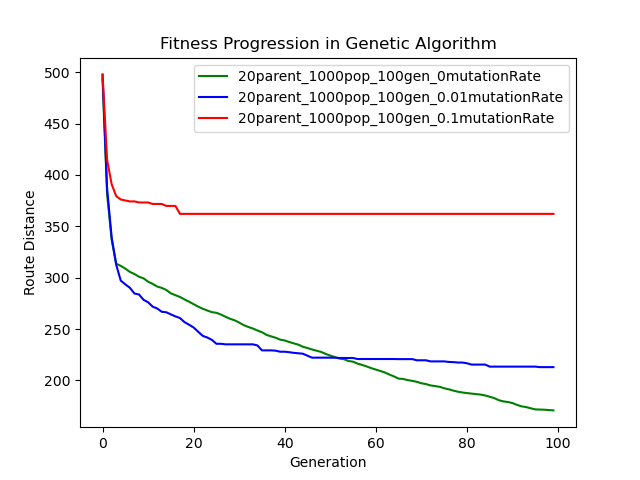 Fitness Progression in Genetic Algorithm
20parent_1000pop_100gen_0mutationRate
20parent_1000pop_100gen_0.01mutationRate
20parent_1000pop_100gen_0.1mutationRate
Route Distance
500
450
400
350
300
250
200
0 20 40 60 80 100
Generation